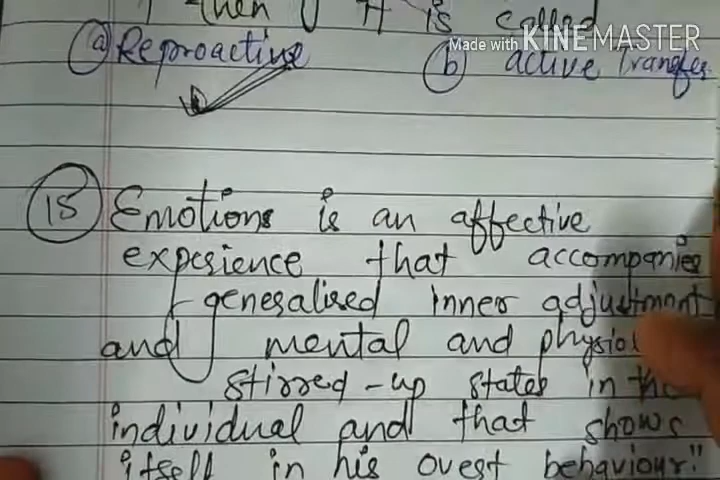 then it is called
Made with KINEMASTER
(a) Reproactive (b) active Transfer
(15) Emotions is an affective
experience that accompanies
generalised inner adjustment
and mental and
stirred-up states in the
individual and that shows
itself in his overt behaviour"